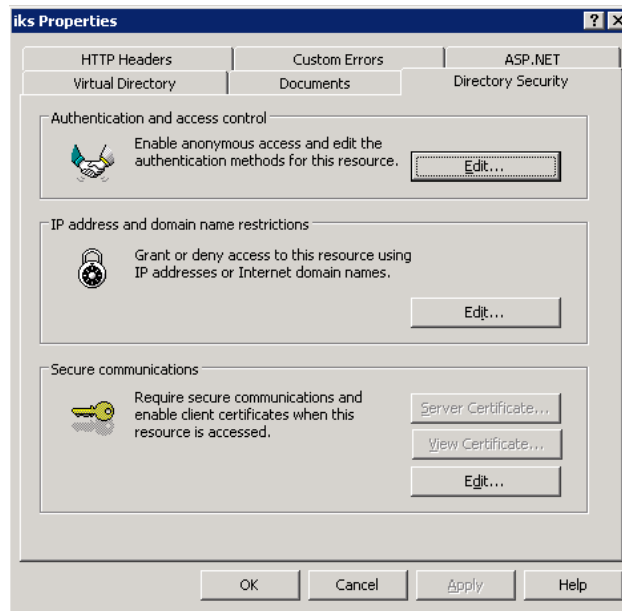 iks Properties
HTTP Headers
Custom Errors
ASP.NET
Virtual Directory
Documents
Directory Security
Authentication and access control
Enable anonymous access and edit the
authentication methods for this resource.
Edit...
IP address and domain name restrictions
Grant or deny access to this resource using
IP addresses or Internet domain names.
Edit...
Secure communications
Require secure communications and
enable client certificates when this
resource is accessed.
Server Certificate...
View Certificate...
Edit...
OK
Cancel
Apply
Help